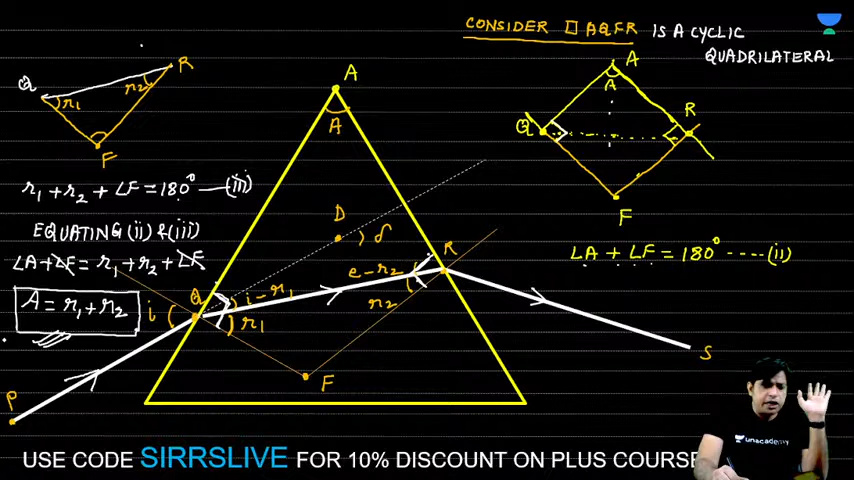 CONSIDER □ AQFR IS A CYCLIC
QUADRILATERAL
Q
R
r1
r2
F
r1 + r2 + ∠F = 180° —(iii)
EQUATING (ii) & (iii)
∠A + ∠F = r1 + r2 + ∠F
A = r1 + r2
A
A
D
δ
R
e-r2
r2
Q
i-r1
r1
i
F
P
S
A
A
Q
R
F
∠A + ∠F = 180° ----(ii)
unacademy
USE CODE SIRRSLIVE FOR 10% DISCOUNT ON PLUS COURSE